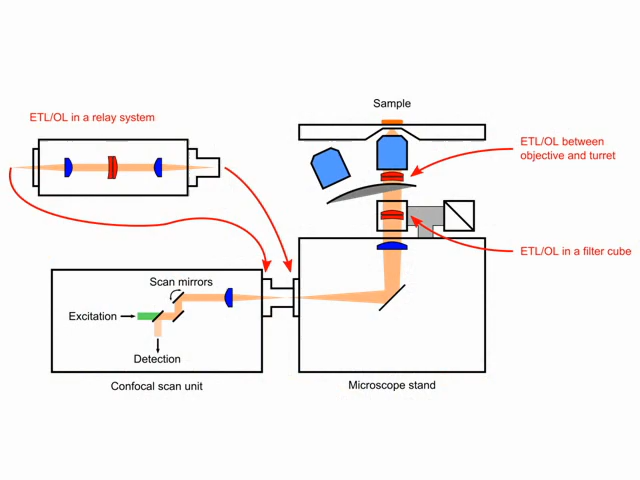 Sample
ETL/OL in a relay system
ETL/OL between
objective and turret
ETL/OL in a filter cube
Scan mirrors
Excitation
Detection
Confocal scan unit
Microscope stand